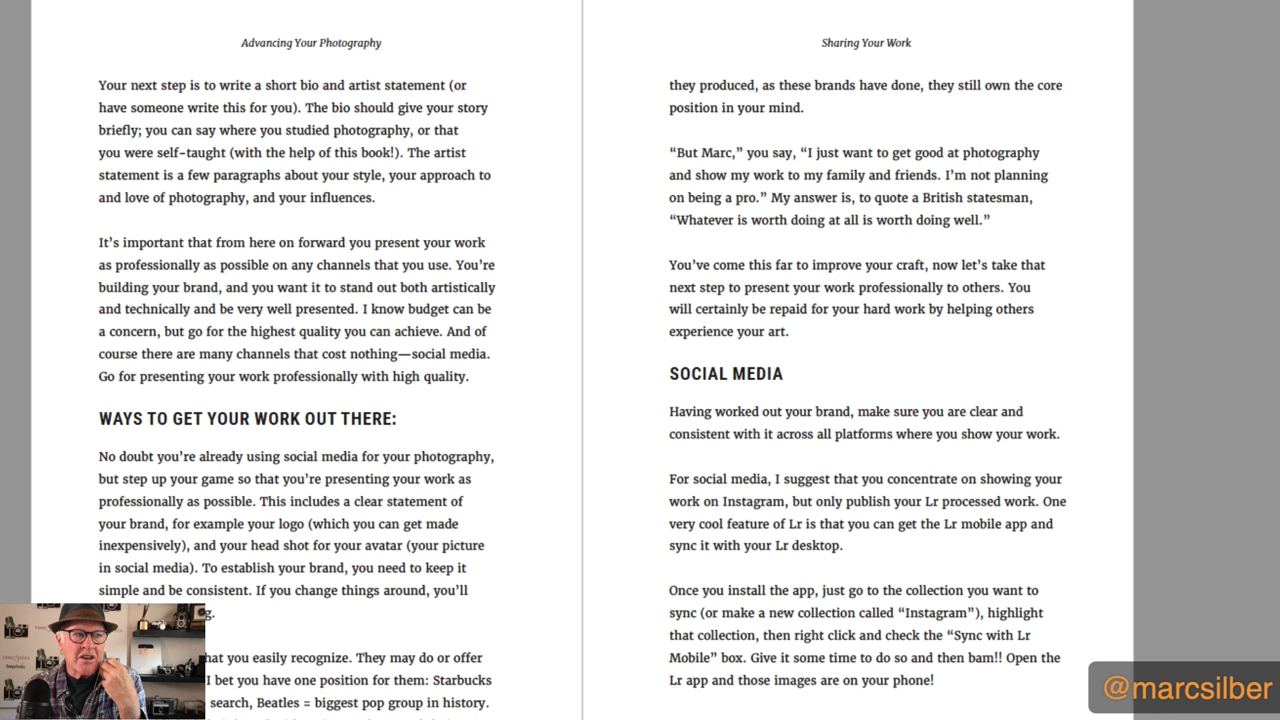 Advancing Your Photography
Your next step is to write a short bio and artist statement (or
have someone write this for you). The bio should give your story
briefly; you can say where you studied photography, or that
you were self-taught (with the help of this book!). The artist
statement is a few paragraphs about your style, your approach to
and love of photography, and your influences.
It’s important that from here on forward you present your work
as professionally as possible on any channels that you use. You’re
building your brand, and you want it to stand out both artistically
and technically and be very well presented. I know budget can be
a concern, but go for the highest quality you can achieve. And of
course there are many channels that cost nothing—social media.
Go for presenting your work professionally with high quality.
WAYS TO GET YOUR WORK OUT THERE:
No doubt you’re already using social media for your photography,
but step up your game so that you’re presenting your work as
professionally as possible. This includes a clear statement of
your brand, for example your logo (which you can get made
inexpensively), and your head shot for your avatar (your picture
in social media). To establish your brand, you need to keep it
simple and be consistent. If you change things around, you’ll
g.
hat you easily recognize. They may do or offer
I bet you have one position for them: Starbucks
search, Beatles = biggest pop group in history.
Sharing Your Work
they produced, as these brands have done, they still own the core
position in your mind.
“But Marc,” you say, “I just want to get good at photography
and show my work to my family and friends. I’m not planning
on being a pro.” My answer is, to quote a British statesman,
“Whatever is worth doing at all is worth doing well.”
You’ve come this far to improve your craft, now let’s take that
next step to present your work professionally to others. You
will certainly be repaid for your hard work by helping others
experience your art.
SOCIAL MEDIA
Having worked out your brand, make sure you are clear and
consistent with it across all platforms where you show your work.
For social media, I suggest that you concentrate on showing your
work on Instagram, but only publish your Lr processed work. One
very cool feature of Lr is that you can get the Lr mobile app and
sync it with your Lr desktop.
Once you install the app, just go to the collection you want to
sync (or make a new collection called “Instagram”), highlight
that collection, then right click and check the “Sync with Lr
Mobile” box. Give it some time to do so and then bam!! Open the
Lr app and those images are on your phone!
@marcsilber